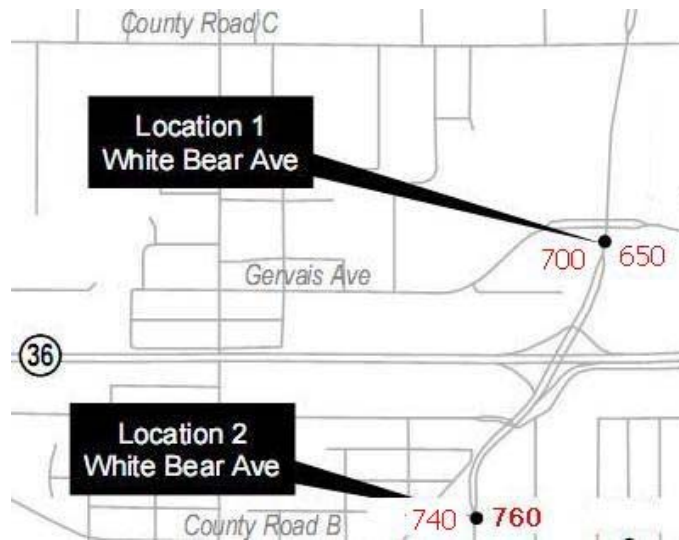 County Road C
Location 1
White Bear Ave
700 650
Gervais Ave
36
Location 2
White Bear Ave
740 760
County Road B